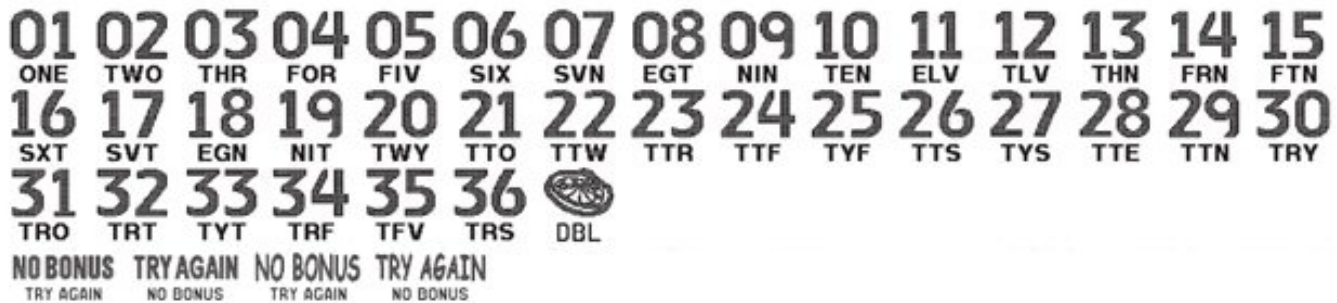 01 02 03 04 05 06 07 08 09 10 11 12 13 14 15
ONE TWO THR FOR FIV SIX SVN EGT NIN TEN ELV TLV THN FRN FTN
16 17 18 19 20 21 22 23 24 25 26 27 28 29 30
SXT SVT EGN NIT TWY TTO TTW TTR TTF TYF TTS TYS TTE TTN TRY
31 32 33 34 35 36
TRO TRT TYT TRF TFV TRS DBL
NO BONUS TRY AGAIN NO BONUS TRY AGAIN
TRY AGAIN NO BONUS TRY AGAIN NO BONUS